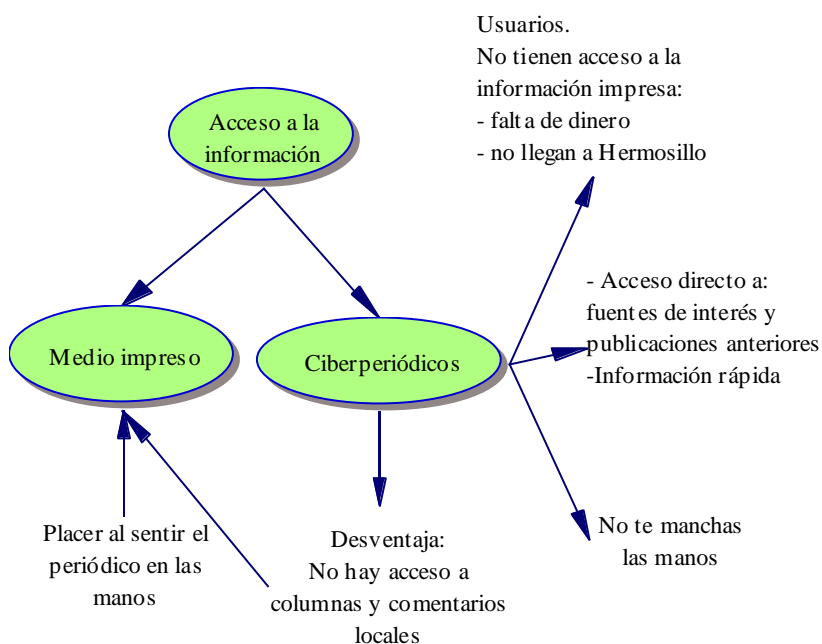 Usuarios.
No tienen acceso a la
información impresa:
- falta de dinero
- no llegan a Hermosillo
Acceso a la
información
- Acceso directo a:
fuentes de interés y
publicaciones anteriores
-Información rápida
Medio impreso
Ciberperiódicos
Placer al sentir el
periódico en las
manos
Desventaja:
No hay acceso a
columnas y comentarios
locales
No te manchas
las manos